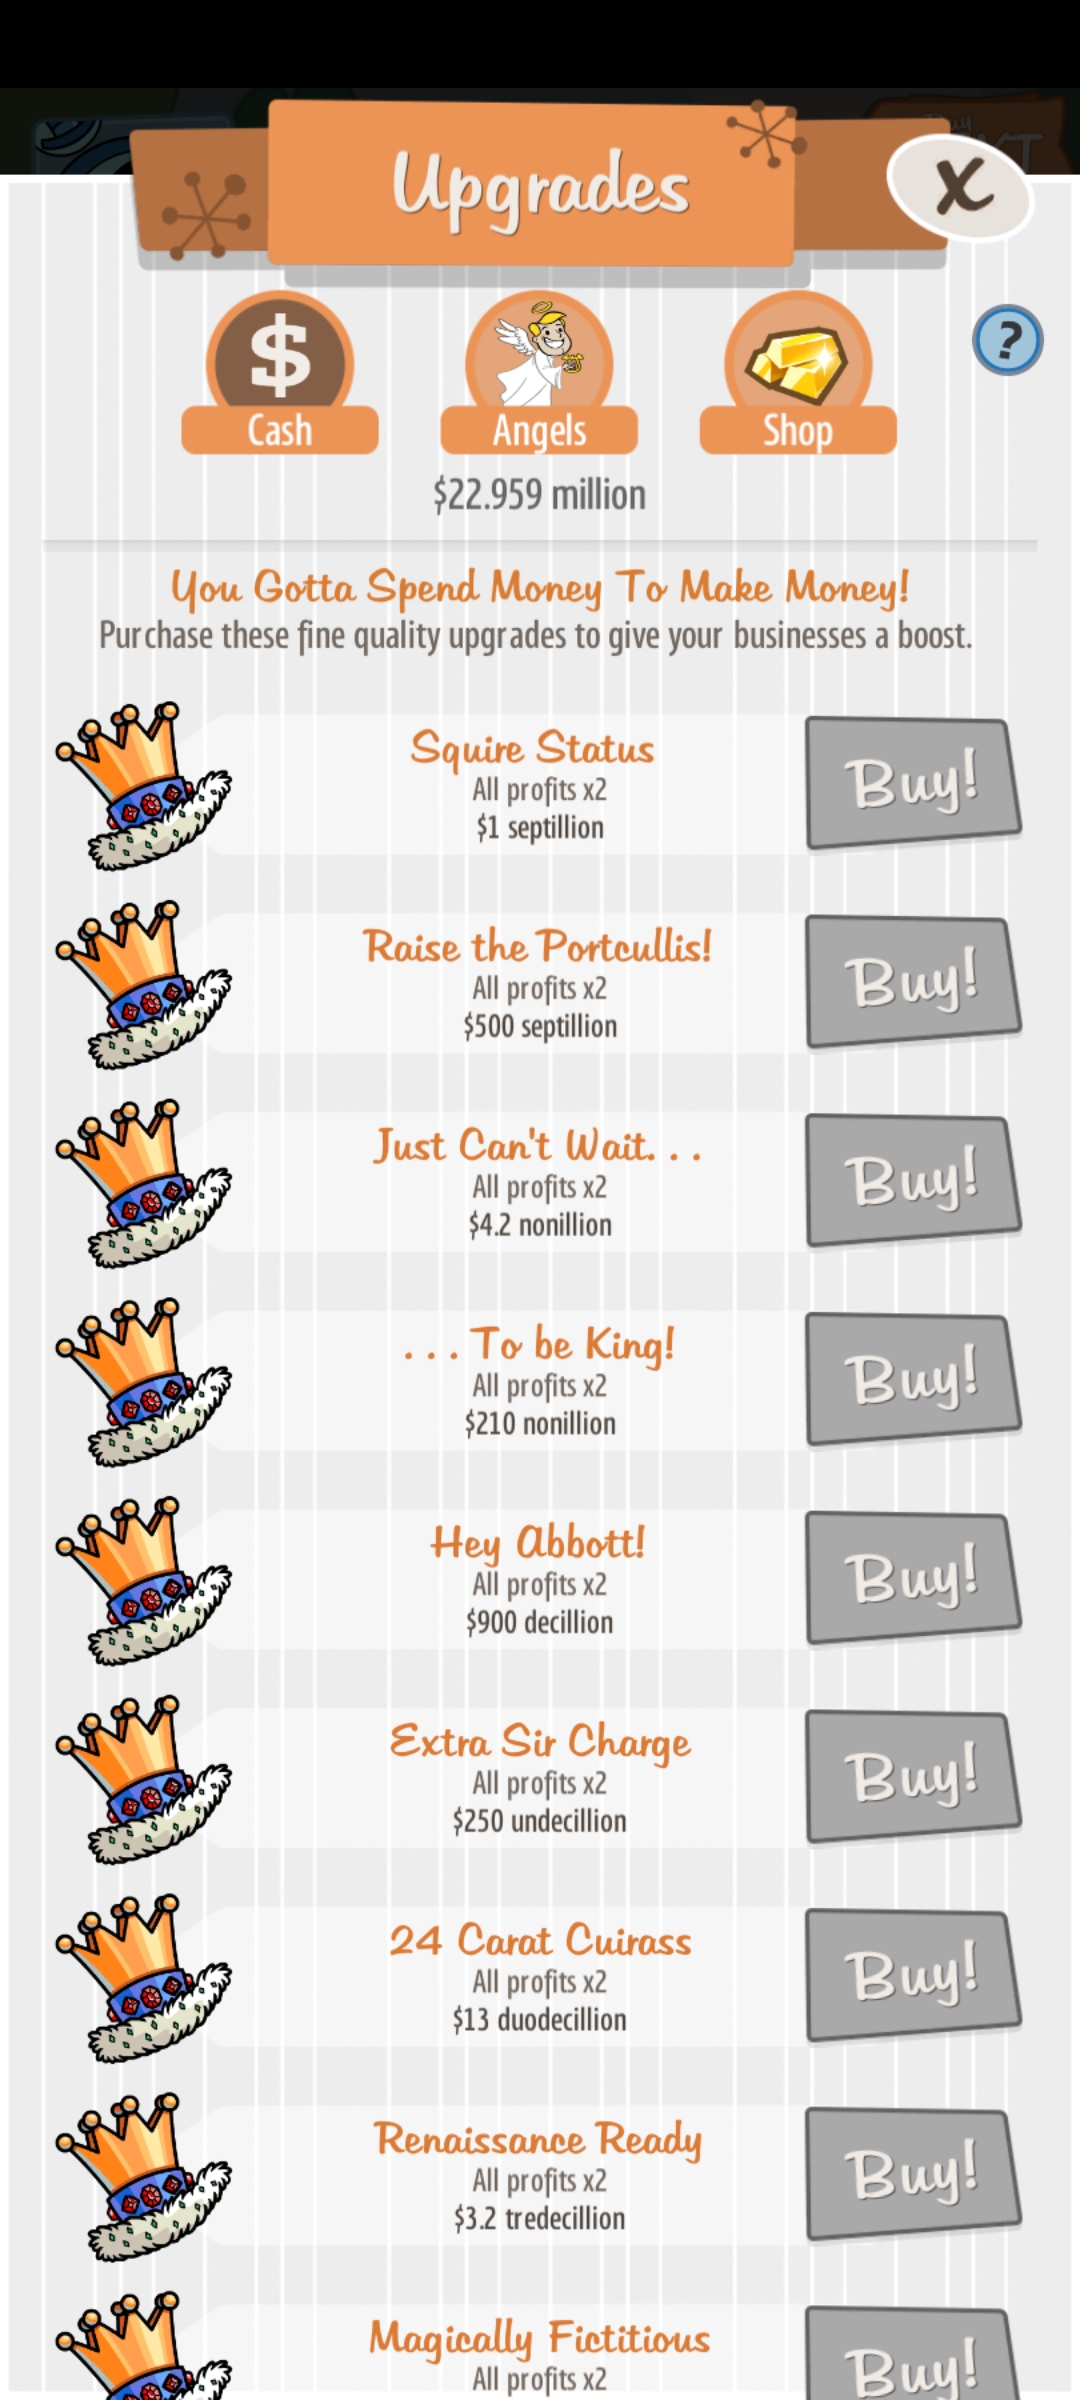 Upgrades
X
$
?
Cash
Angels
Shop
$22.959 million
You Gotta Spend Money To Make Money!
Purchase these fine quality upgrades to give your businesses a boost.
Squire Status
All profits x2
$1 septillion
Buy!
Raise the Portcullis!
All profits x2
$500 septillion
Buy!
Just Can't Wait. . .
All profits x2
$4.2 nonillion
Buy!
. . . To be King!
All profits x2
$210 nonillion
Buy!
Hey Abbott!
All profits x2
$900 decillion
Buy!
Extra Sir Charge
All profits x2
$250 undecillion
Buy!
24 Carat Cuirass
All profits x2
$13 duodecillion
Buy!
Renaissance Ready
All profits x2
$3.2 tredecillion
Buy!
Magically Fictitious
All profits x2
Buy!